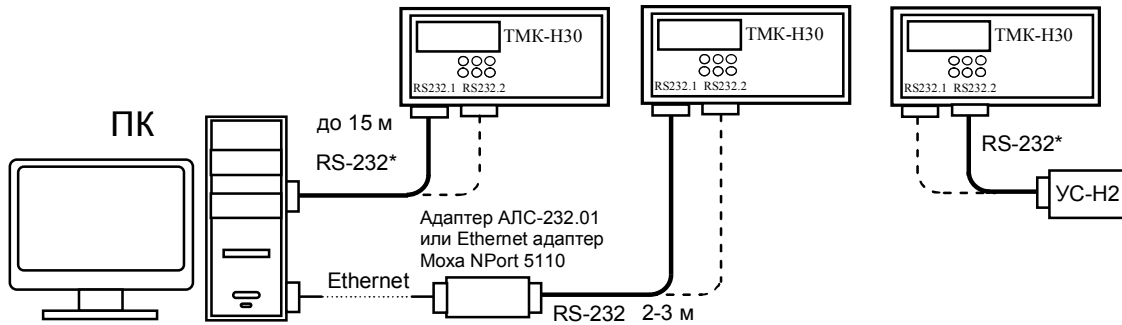 ПК
до 15 м
RS-232*
ТМК-Н30
RS232.1 RS232.2
ТМК-Н30
RS232.1 RS232.2
ТМК-Н30
RS232.1 RS232.2
RS-232*
УС-Н2
Адаптер АЛС-232.01
или Ethernet адаптер
Моха NPort 5110
Ethernet
RS-232 2-3 м